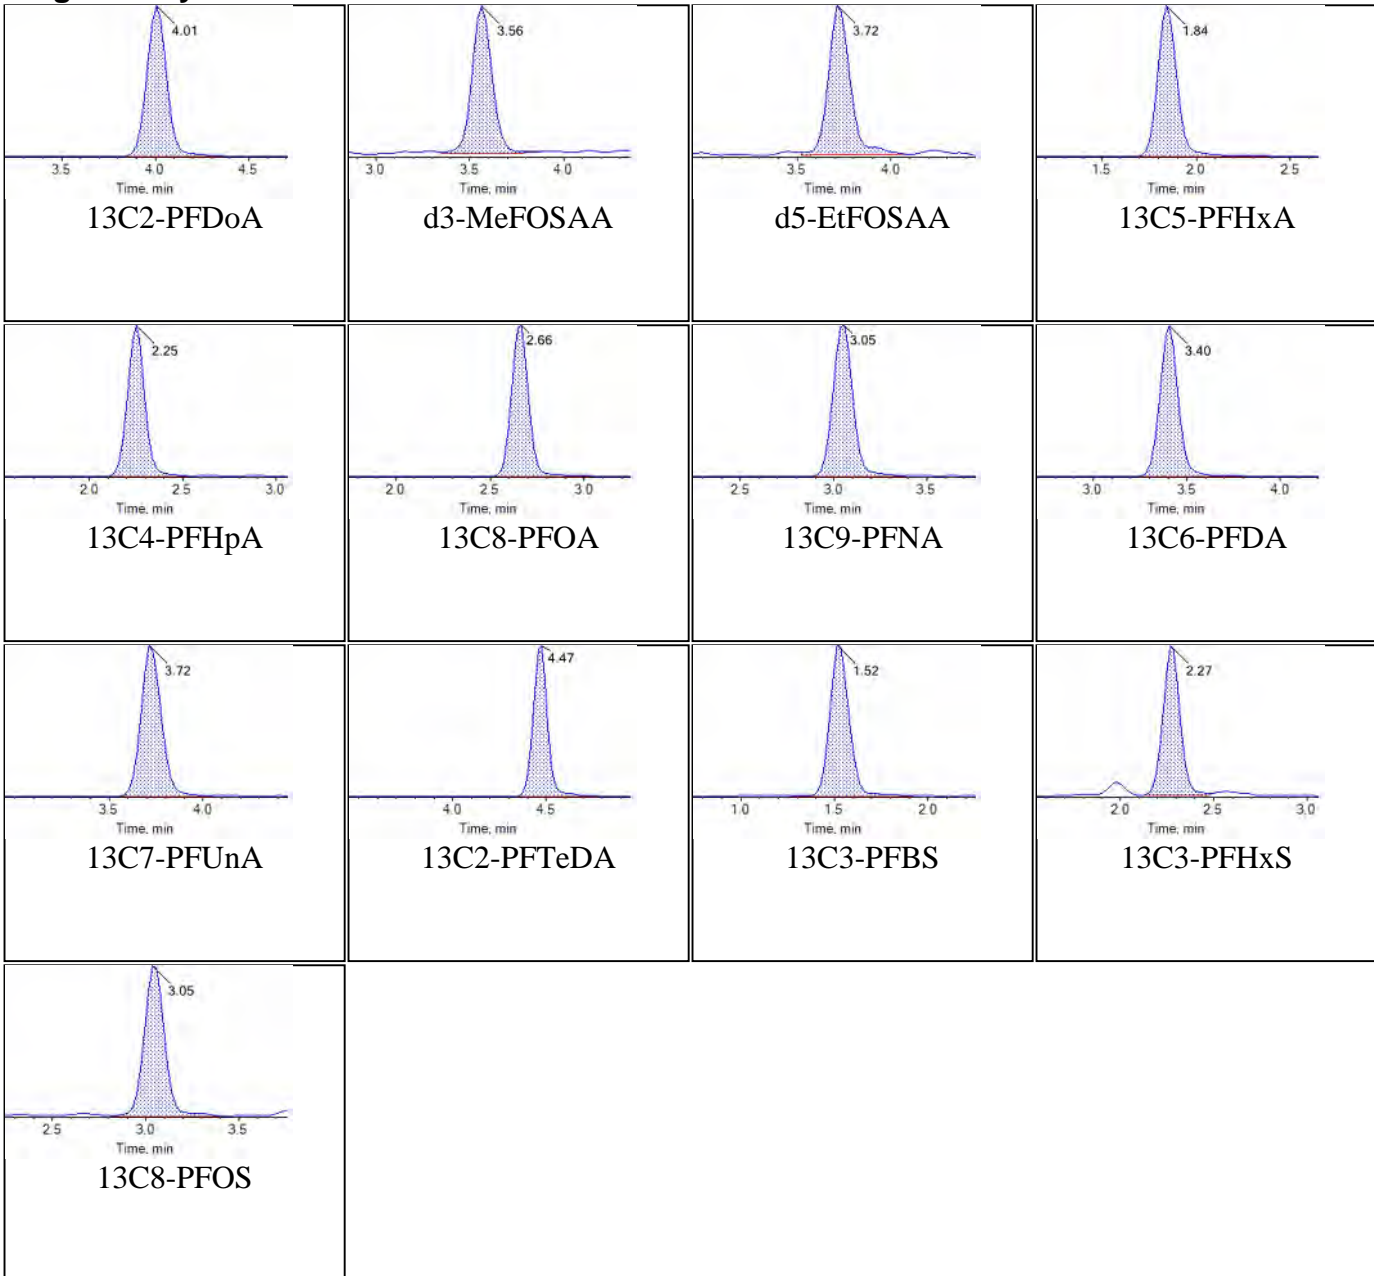 4.01
3.5 4.0 4.5
Time, min
13C2-PFDoA
3.56
3.0 3.5 4.0
Time, min
d3-MeFOSAA
3.72
3.5 4.0
Time, min
d5-EtFOSAA
1.84
1.5 2.0 2.5
Time, min
13C5-PFHxA
2.25
2.0 2.5 3.0
Time, min
13C4-PFHpA
2.66
2.0 2.5 3.0
Time, min
13C8-PFOA
3.05
2.5 3.0 3.5
Time, min
13C9-PFNA
3.40
3.0 3.5 4.0
Time, min
13C6-PFDA
3.72
3.5 4.0
Time, min
13C7-PFUnA
4.47
4.0 4.5
Time, min
13C2-PFTeDA
1.52
1.0 1.5 2.0
Time, min
13C3-PFBS
2.27
2.0 2.5 3.0
Time, min
13C3-PFHxS
3.05
2.5 3.0 3.5
Time, min
13C8-PFOS